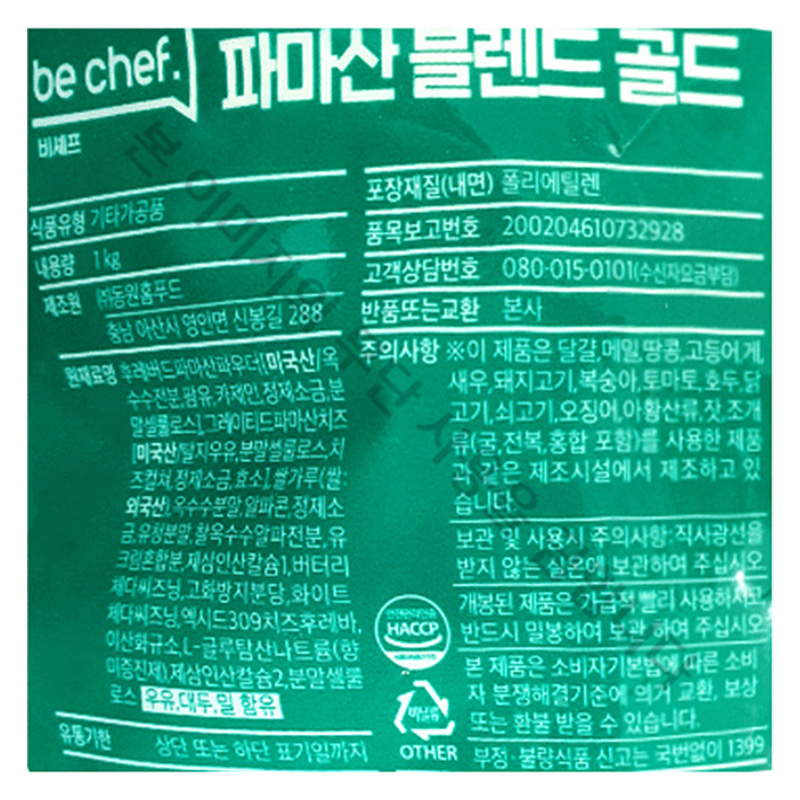 be chef. 파마산 블렌드 골드
비셰프
식품유형 기타가공품
내용량 1kg
제조원 ㈜동원홈푸드
충남 아산시 영인면 신봉길 288
원재료명 후레버드파마산파우더[미국산/옥
수수전분,팜유,카제인,정제소금,분
말셀룰로스],그레이티드파마산치즈
[미국산/탈지우유,분말셀룰로스,치
즈컬쳐,정제소금,효소],쌀가루(쌀:
외국산),옥수수분말,알파콘,정제소
금,유청분말,찰옥수수알파전분,유
크림혼합분,제삼인산칼슘1,버터리
체다씨즈닝,고화방지분당,화이트
체다씨즈닝,엑시드309치즈후레바,
이산화규소,L-글루탐산나트륨(향
미증진제),제삼인산칼슘2,분말셀룰
로스 우유,대두,밀 함유
유통기한 상단 또는 하단 표기일까지
포장재질(내면) 폴리에틸렌
품목보고번호 200204610732928
고객상담번호 080-015-0101(수신자요금부담)
반품또는교환 본사
주의사항 ※이 제품은 달걀,메밀,땅콩,고등어,게,
새우,돼지고기,복숭아,토마토,호두,닭
고기,쇠고기,오징어,아황산류,잣,조개
류(굴,전복,홍합 포함)를 사용한 제품
과 같은 제조시설에서 제조하고 있
습니다.
보관 및 사용시 주의사항:직사광선을
받지 않는 실온에 보관하여 주십시오
개봉된 제품은 가급적 빨리 사용하시고
반드시 밀봉하여 보관 하여 주십시오
본 제품은 소비자기본법에 따른 소비
자 분쟁해결기준에 의거 교환, 보상
또는 환불 받을 수 있습니다.
부정·불량식품 신고는 국번없이 1399
HACCP
비닐류
OTHER
본 이미지의 무단 사용을